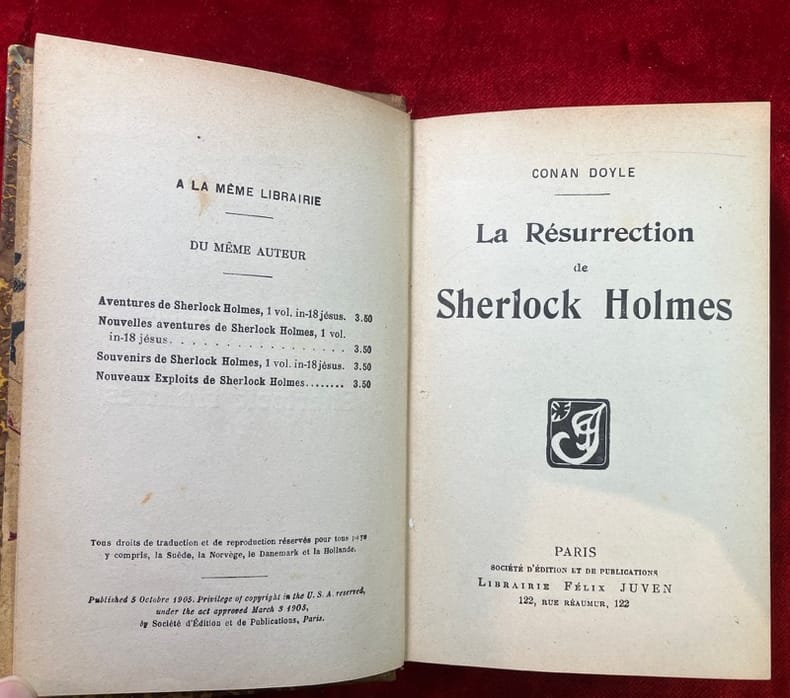 A LA MÊME LIBRAIRIE
DU MÊME AUTEUR
Aventures de Sherlock Holmes, 1 vol. in-18 jésus. 3.50
Nouvelles aventures de Sherlock Holmes, 1 vol.
in-18 jésus. . . . . . . . . . . . . . . . . 3.50
Souvenirs de Sherlock Holmes, 1 vol. in-18 jésus. 3.50
Nouveaux Exploits de Sherlock Holmes........ 3.50
Tous droits de traduction et de reproduction réservés pour tous pays
y compris, la Suède, la Norvège, le Danemark et la Hollande.
Published 5 Octobre 1905. Privilege of copyright in the U. S. A. reserved,
under the act approved March 3 1905,
by Société d'Édition et de Publications, Paris.
CONAN DOYLE
La Résurrection
de
Sherlock Holmes
PARIS
SOCIÉTÉ D'ÉDITION ET DE PUBLICATIONS
LIBRAIRIE FÉLIX JUVEN
122, RUE RÉAUMUR, 122